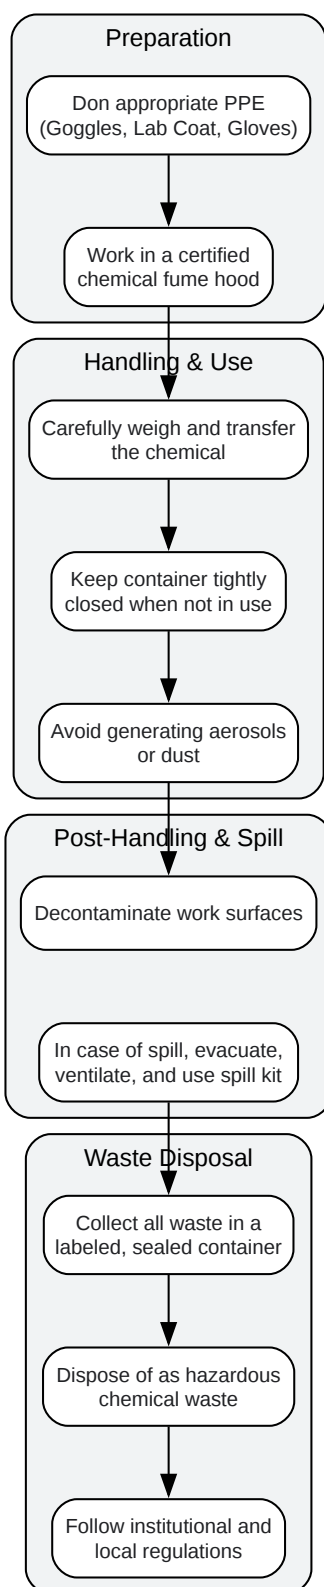 Preparation
Don appropriate PPE
(Goggles, Lab Coat, Gloves)
Work in a certified
chemical fume hood
Handling & Use
Carefully weigh and transfer
the chemical
Keep container tightly
closed when not in use
Avoid generating aerosols
or dust
Post-Handling & Spill
Decontaminate work surfaces
In case of spill, evacuate,
ventilate, and use spill kit
Waste Disposal
Collect all waste in a
labeled, sealed container
Dispose of as hazardous
chemical waste
Follow institutional and
local regulations